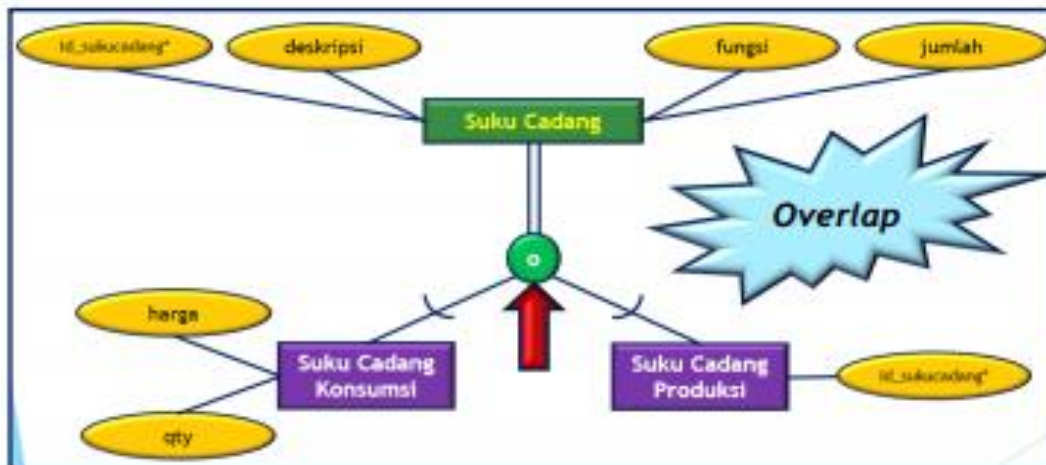 Id_sukucadang*
deskripsi
fungsi
jumlah
Suku Cadang
Overlap
o
harga
Suku Cadang
Konsumsi
Suku Cadang
Produksi
Id_sukucadang*
qty